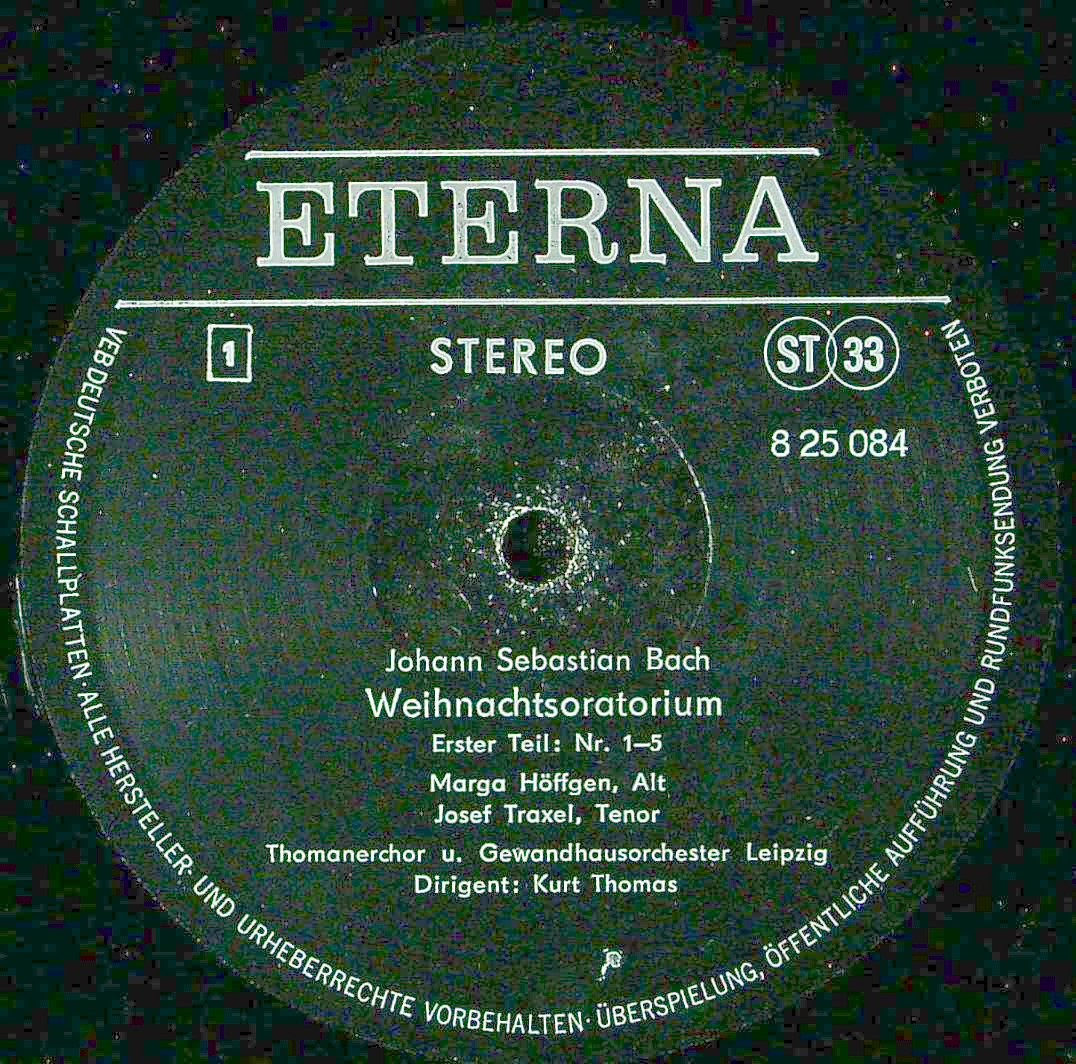 ETERNA
1
STEREO
ST 33
8 25 084
Johann Sebastian Bach
Weihnachtsoratorium
Erster Teil: Nr. 1–5
Marga Höffgen, Alt
Josef Traxel, Tenor
Thomanerchor u. Gewandhausorchester Leipzig
Dirigent: Kurt Thomas
VEB DEUTSCHE SCHALLPLATTEN · ALLE HERSTELLER- UND URHEBERRECHTE VORBEHALTEN · ÜBERSPIELUNG, ÖFFENTLICHE AUFFÜHRUNG UND RUNDFUNKSENDUNG VERBOTEN